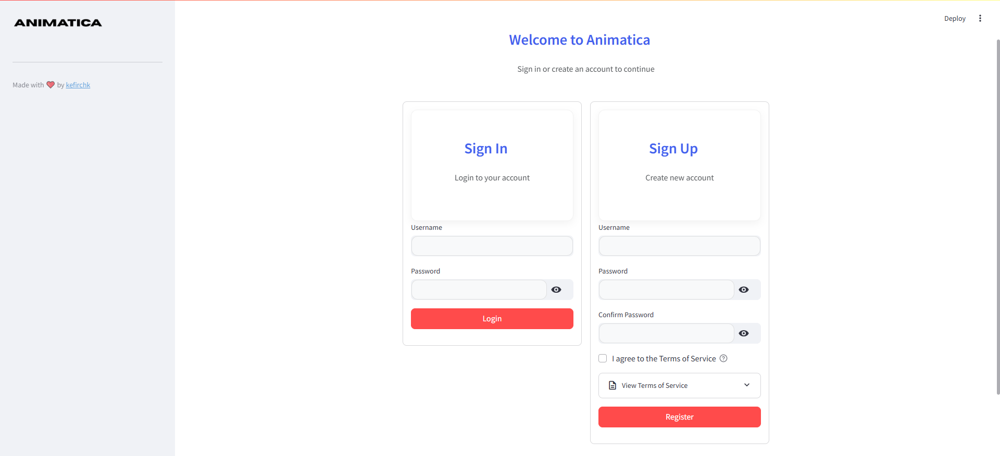 ANIMATICA
Made with ❤️ by kefirchk
Deploy
Welcome to Animatica
Sign in or create an account to continue
Sign In
Login to your account
Username
Password
Login
Sign Up
Create new account
Username
Password
Confirm Password
I agree to the Terms of Service
View Terms of Service
Register